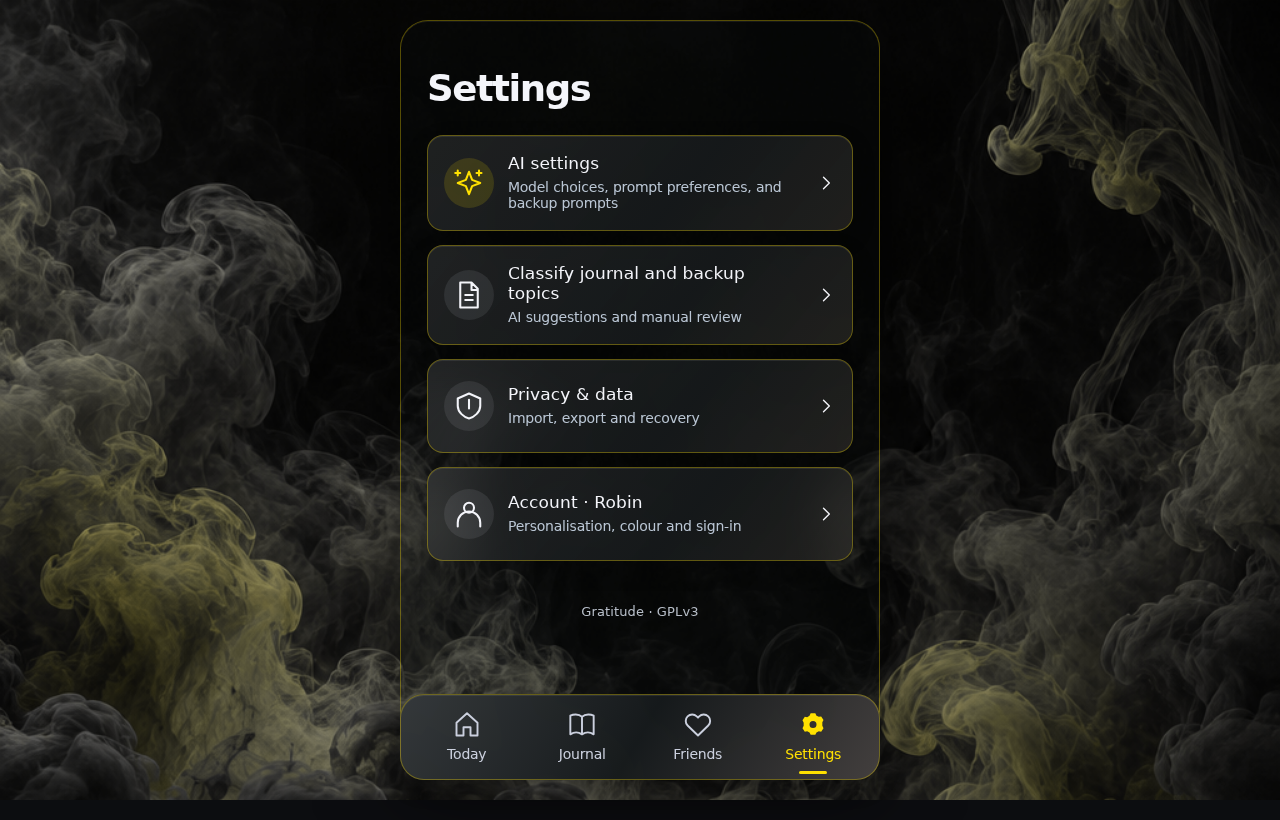 Settings
AI settings
Model choices, prompt preferences, and
backup prompts
Classify journal and backup
topics
AI suggestions and manual review
Privacy & data
Import, export and recovery
Account · Robin
Personalisation, colour and sign-in
Gratitude · GPLv3
Today
Journal
Friends
Settings